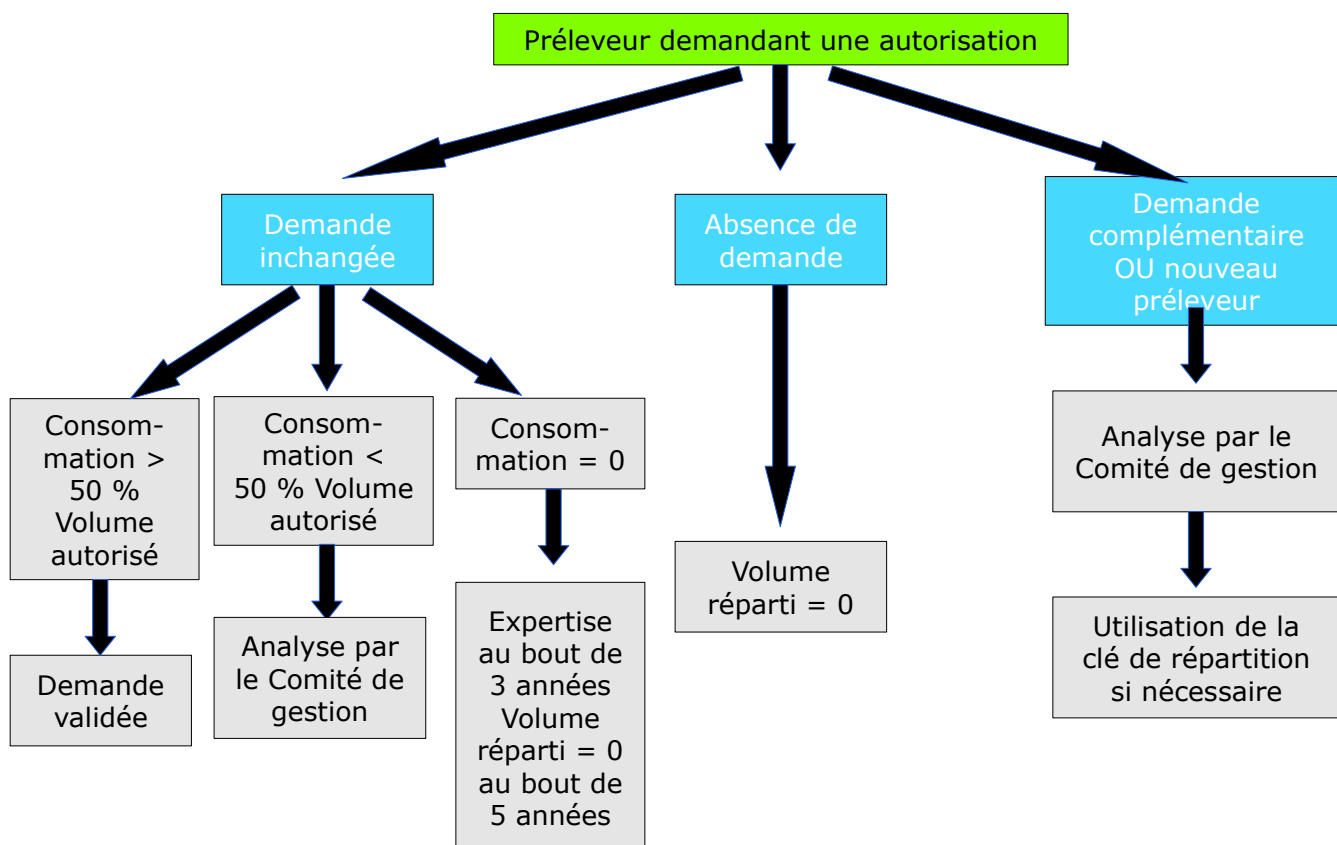 Préleveur demandant une autorisation
Demande
inchangée
Absence de
demande
Demande
complémentaire
OU nouveau
préleveur
Consom-
mation >
50 %
Volume
autorisé
Consom-
mation <
50 % Volume
autorisé
Consom-
mation = 0
Analyse par le
Comité de gestion
Demande
validée
Analyse par
le Comité de
gestion
Expertise
au bout de
3 années
Volume
réparti = 0
au bout de
5 années
Volume
réparti = 0
Utilisation de la
clé de répartition
si nécessaire